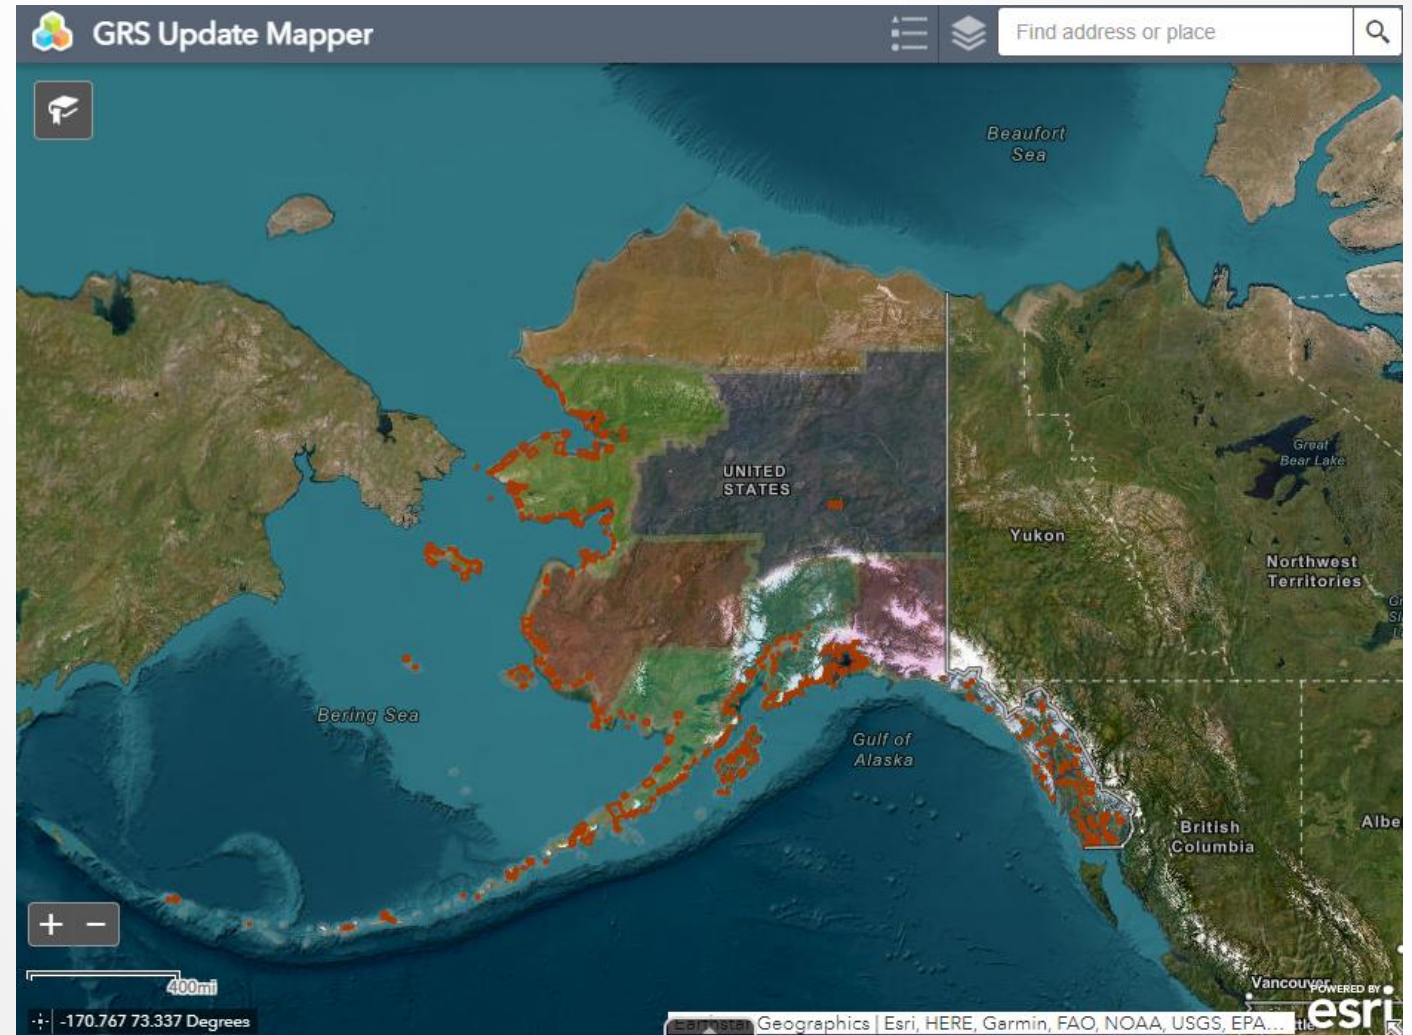 GRS Update Mapper
Find address or place
Beaufort
Sea
Great
Bear Lake
UNITED
STATES
Yukon
Northwest
Territories
Bering Sea
Gulf of
Alaska
British
Columbia
Albe
400mi
Vancouver
POWERED BY
esri
-170.767 73.337 Degrees
Earthstar Geographics | Esri, HERE, Garmin, FAO, NOAA, USGS, EPA...